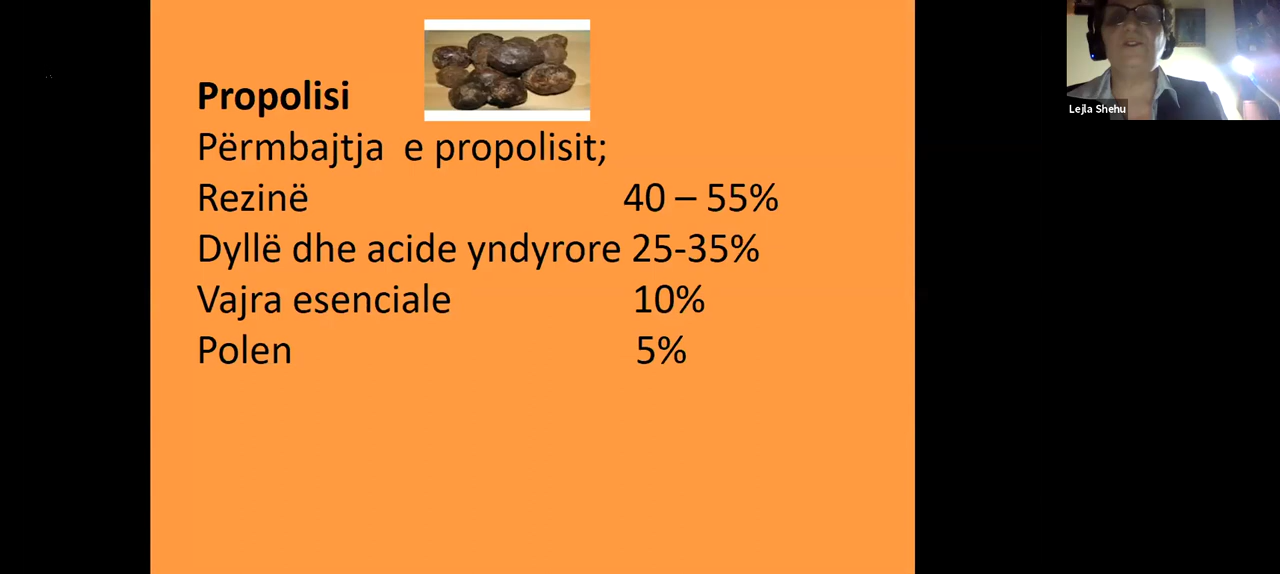 Propolisi
Përmbajtja e propolisit;
Rezinë 40 – 55%
Dyllë dhe acide yndyrore 25-35%
Vajra esenciale 10%
Polen 5%
Lejla Shehu